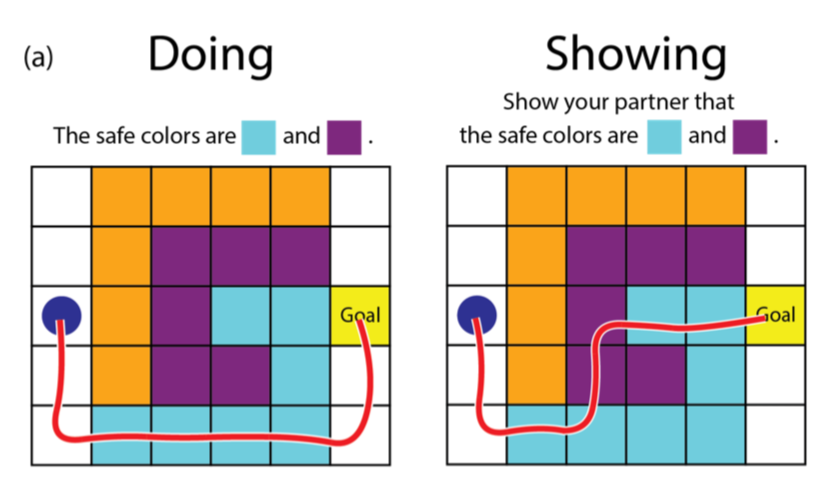 (a)
Doing
Showing
The safe colors are and .
Show your partner that
the safe colors are and .
Goal
Goal